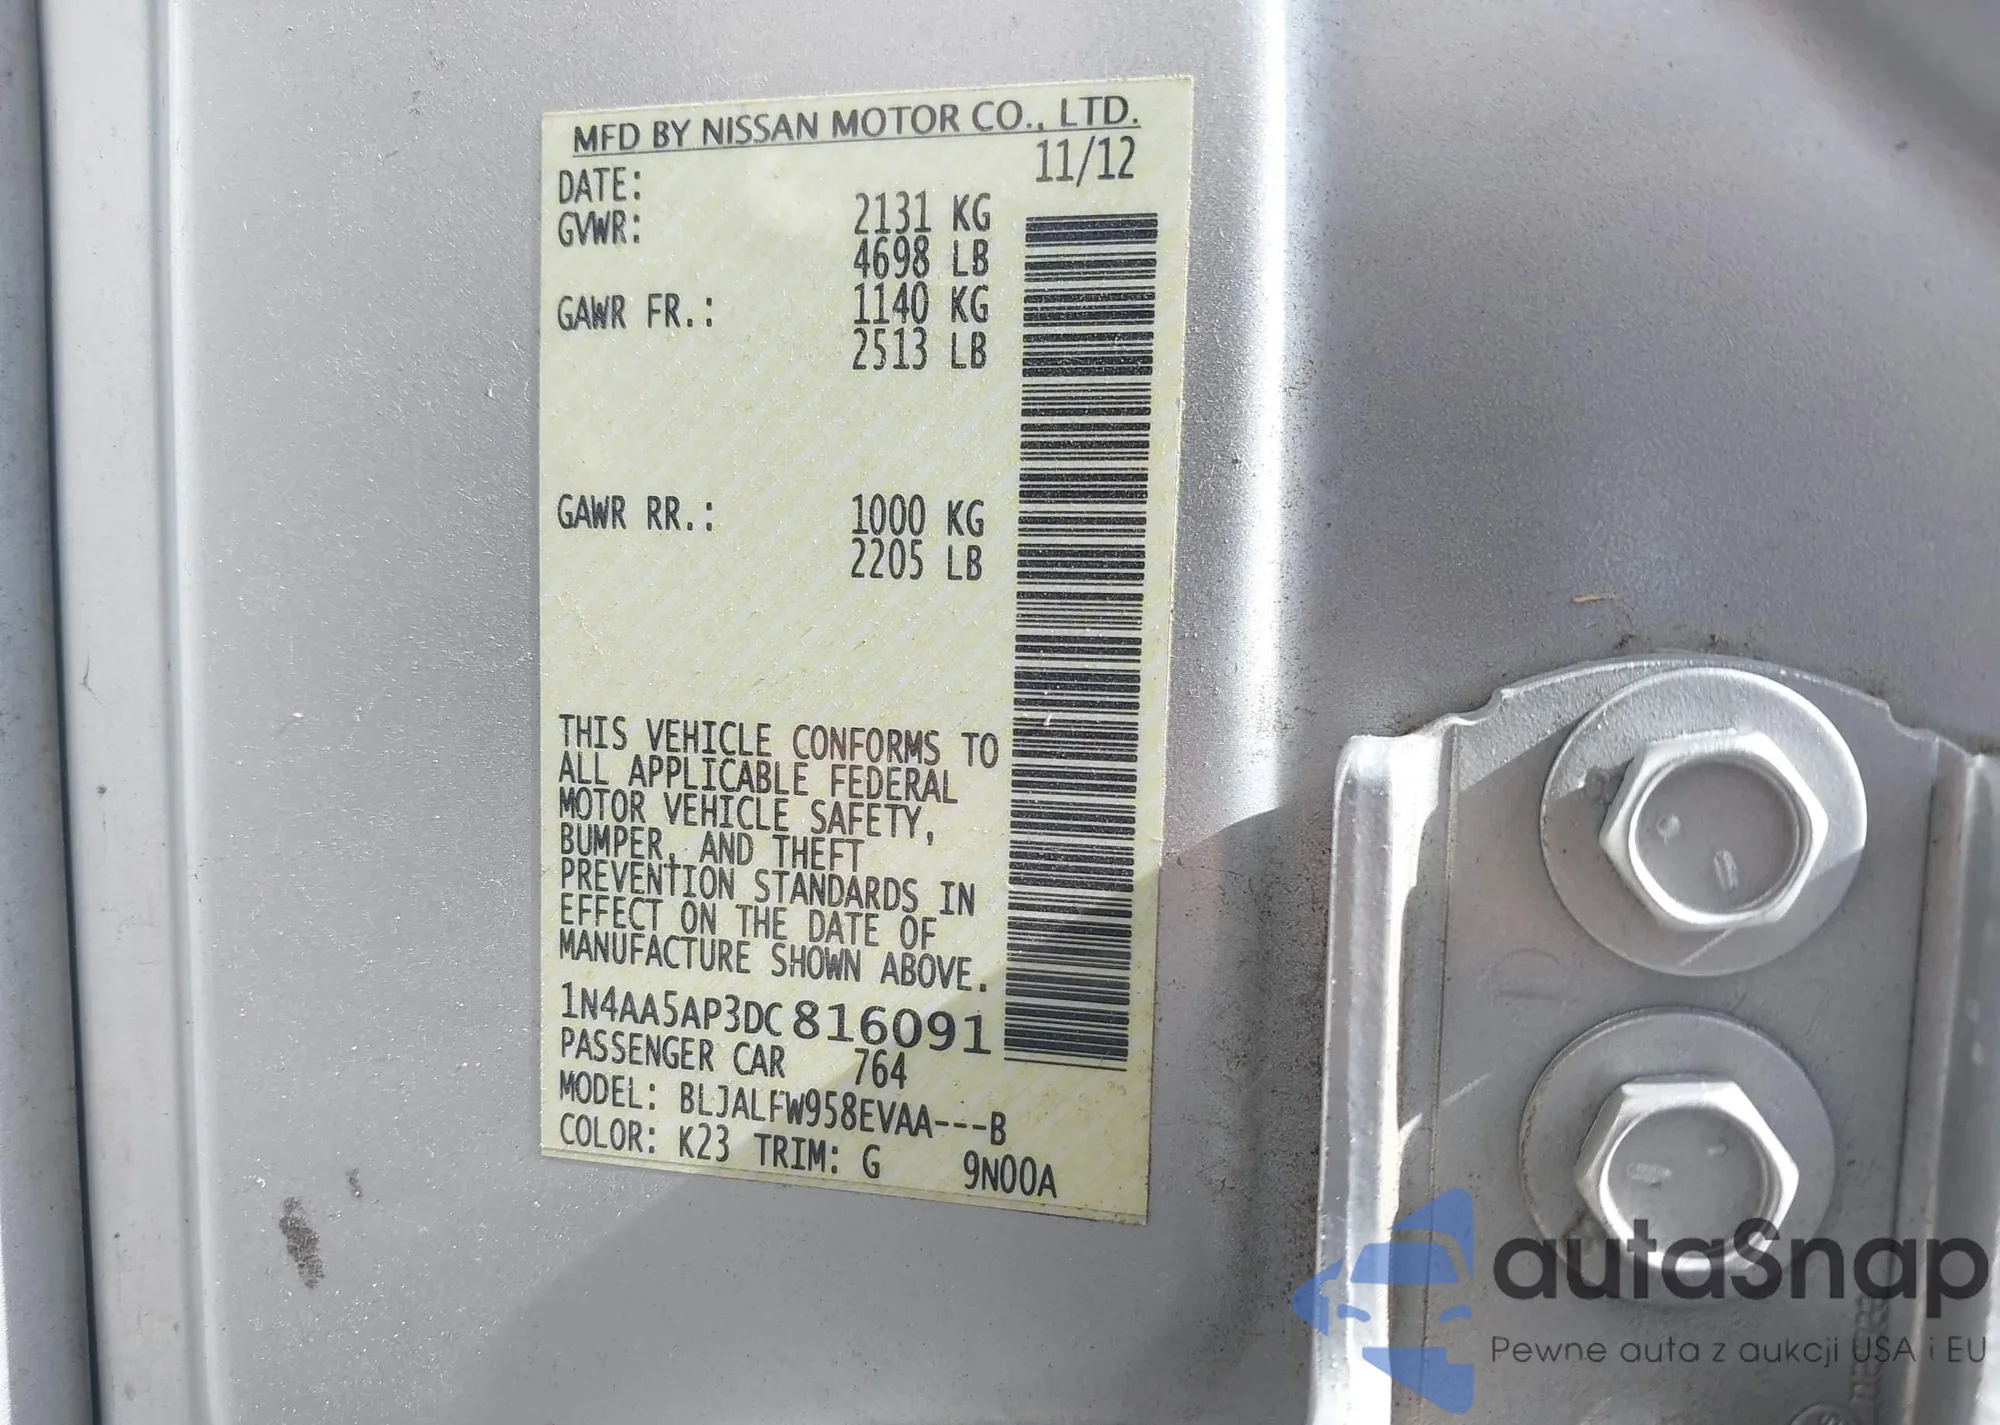 MFD BY NISSAN MOTOR CO., LTD.
DATE: 11/12
GVWR: 2131 KG
4698 LB
GAWR FR.: 1140 KG
2513 LB
GAWR RR.: 1000 KG
2205 LB
THIS VEHICLE CONFORMS TO
ALL APPLICABLE FEDERAL
MOTOR VEHICLE SAFETY,
BUMPER, AND THEFT
PREVENTION STANDARDS IN
EFFECT ON THE DATE OF
MANUFACTURE SHOWN ABOVE.
1N4AA5AP3DC816091
PASSENGER CAR 764
MODEL: BLJALFW958EVAA---B
COLOR: K23 TRIM: G 9N00A
autaSnap
Pewne auta z aukcji USA i EU